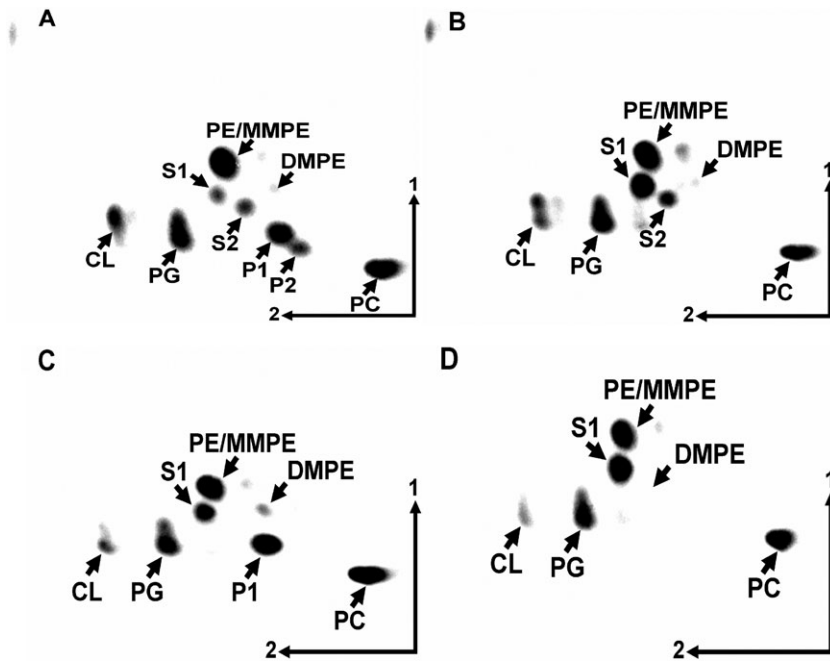 A
PE/MMPE
S1
DMPE
1
S2
CL
PG
P1
P2
PC
2
B
PE/MMPE
S1
DMPE
1
S2
CL
PG
PC
2
C
PE/MMPE
S1
DMPE
1
CL
PG
P1
PC
2
D
PE/MMPE
S1
DMPE
1
CL
PG
PC
2